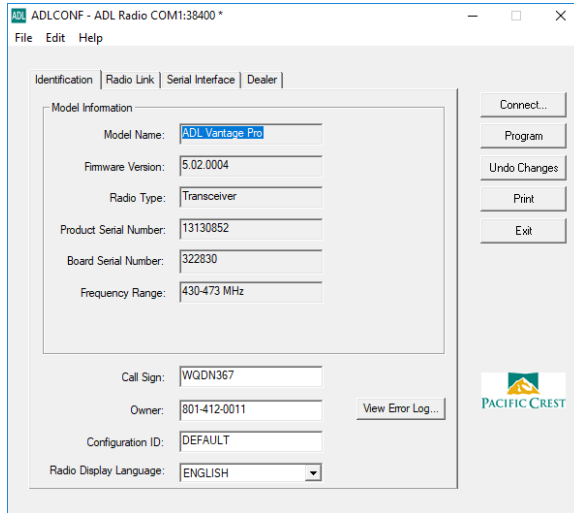 ADL ADLCONF - ADL Radio COM1:38400 *
File Edit Help
Identification Radio Link Serial Interface Dealer
Model Information
Model Name: ADL Vantage Pro
Firmware Version: 5.02.0004
Radio Type: Transceiver
Product Serial Number: 13130852
Board Serial Number: 322830
Frequency Range: 430-473 MHz
Call Sign: WQDN367
Owner: 801-412-0011
View Error Log...
Configuration ID: DEFAULT
Radio Display Language: ENGLISH
Connect...
Program
Undo Changes
Print
Exit
PACIFIC CREST